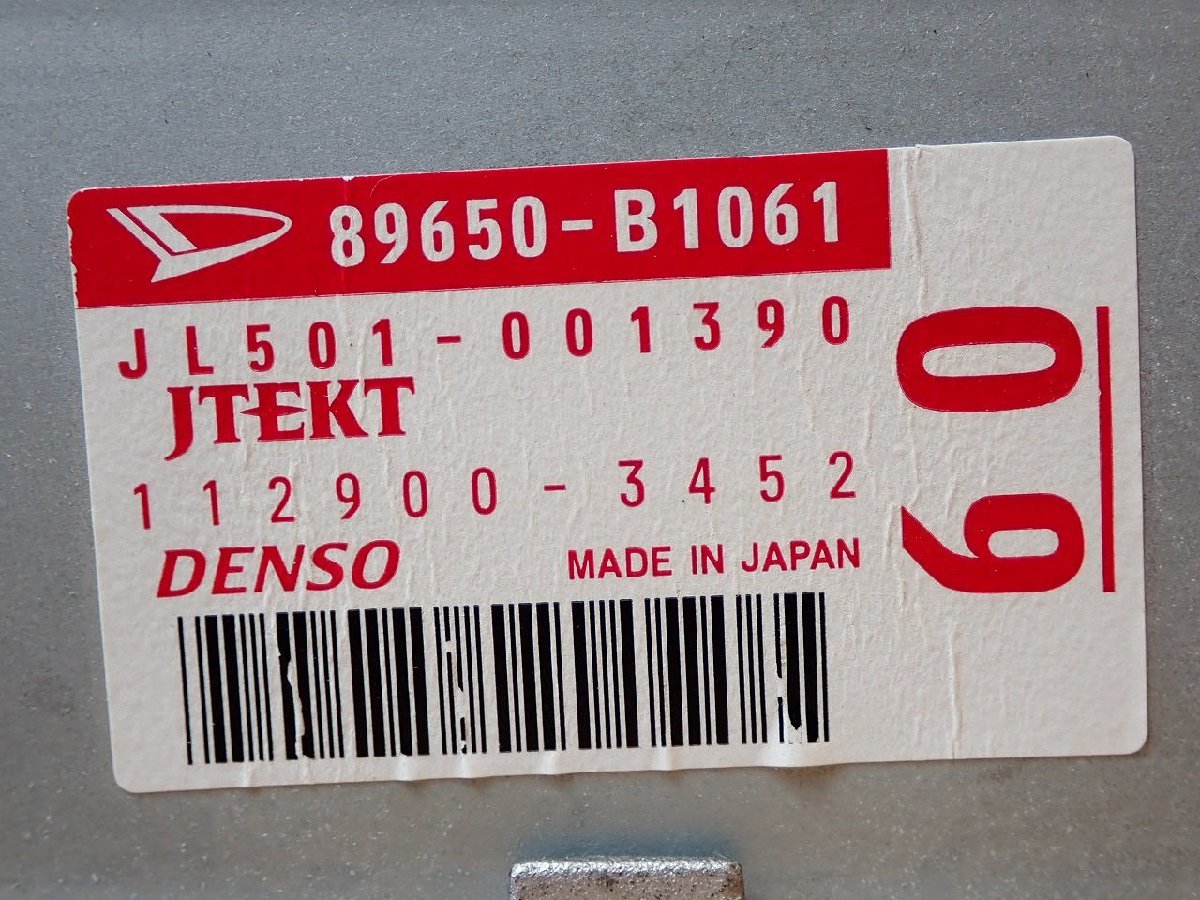 89650-B1061
JL501-001390
JTEKT
112900-3452
DENSO MADE IN JAPAN
60